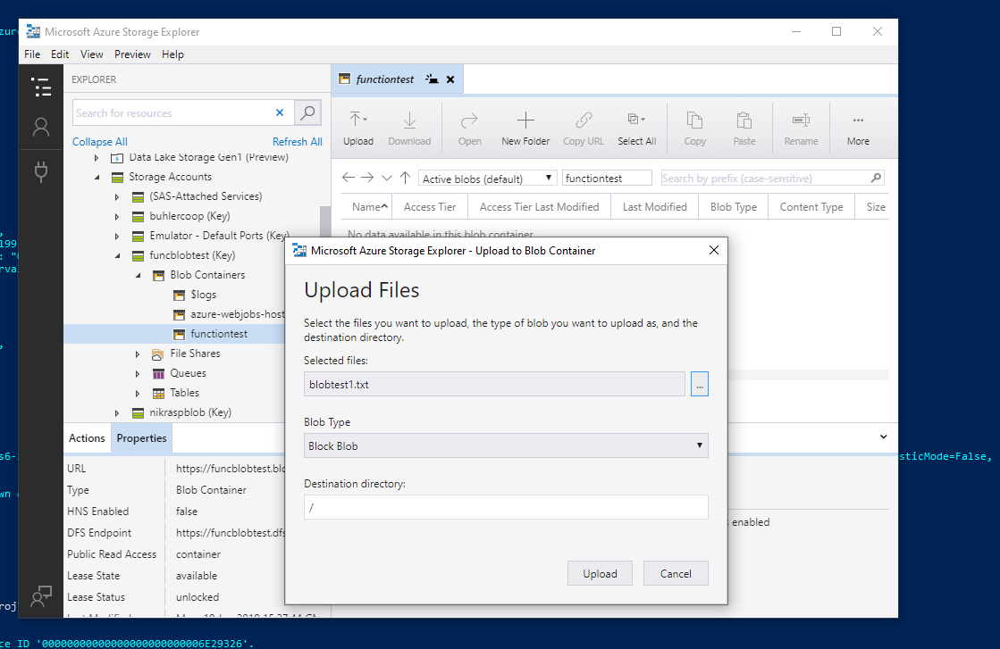 zure
Microsoft Azure Storage Explorer
File Edit View Preview Help
EXPLORER
Search for resources
Collapse All Refresh All
Data Lake Storage Gen1 (Preview)
Storage Accounts
(SAS-Attached Services)
buhlercoop (Key)
Emulator - Default Ports (Key)
funcblobtest (Key)
Blob Containers
$logs
azure-webjobs-host
functiontest
File Shares
Queues
Tables
nikraspblob (Key)
Actions Properties
URL https://funcblobtest.blo
Type Blob Container
HNS Enabled false
DFS Endpoint https://funcblobtest.dfs
Public Read Access container
Lease State available
Lease Status unlocked
functiontest
Upload Download Open New Folder Copy URL Select All Copy Paste Rename More
Active blobs (default) functiontest Search by prefix (case-sensitive)
Name Access Tier Access Tier Last Modified Last Modified Blob Type Content Type Size
No data available in this blob container
Microsoft Azure Storage Explorer - Upload to Blob Container
Upload Files
Select the files you want to upload, the type of blob you want to upload as, and the
destination directory.
Selected files:
blobtest1.txt ...
Blob Type
Block Blob
Destination directory:
/
Upload Cancel
enabled
199
rval
s6-
sticMode=False,
wn
roj
ce ID '00000000000000000000000006E29326'.